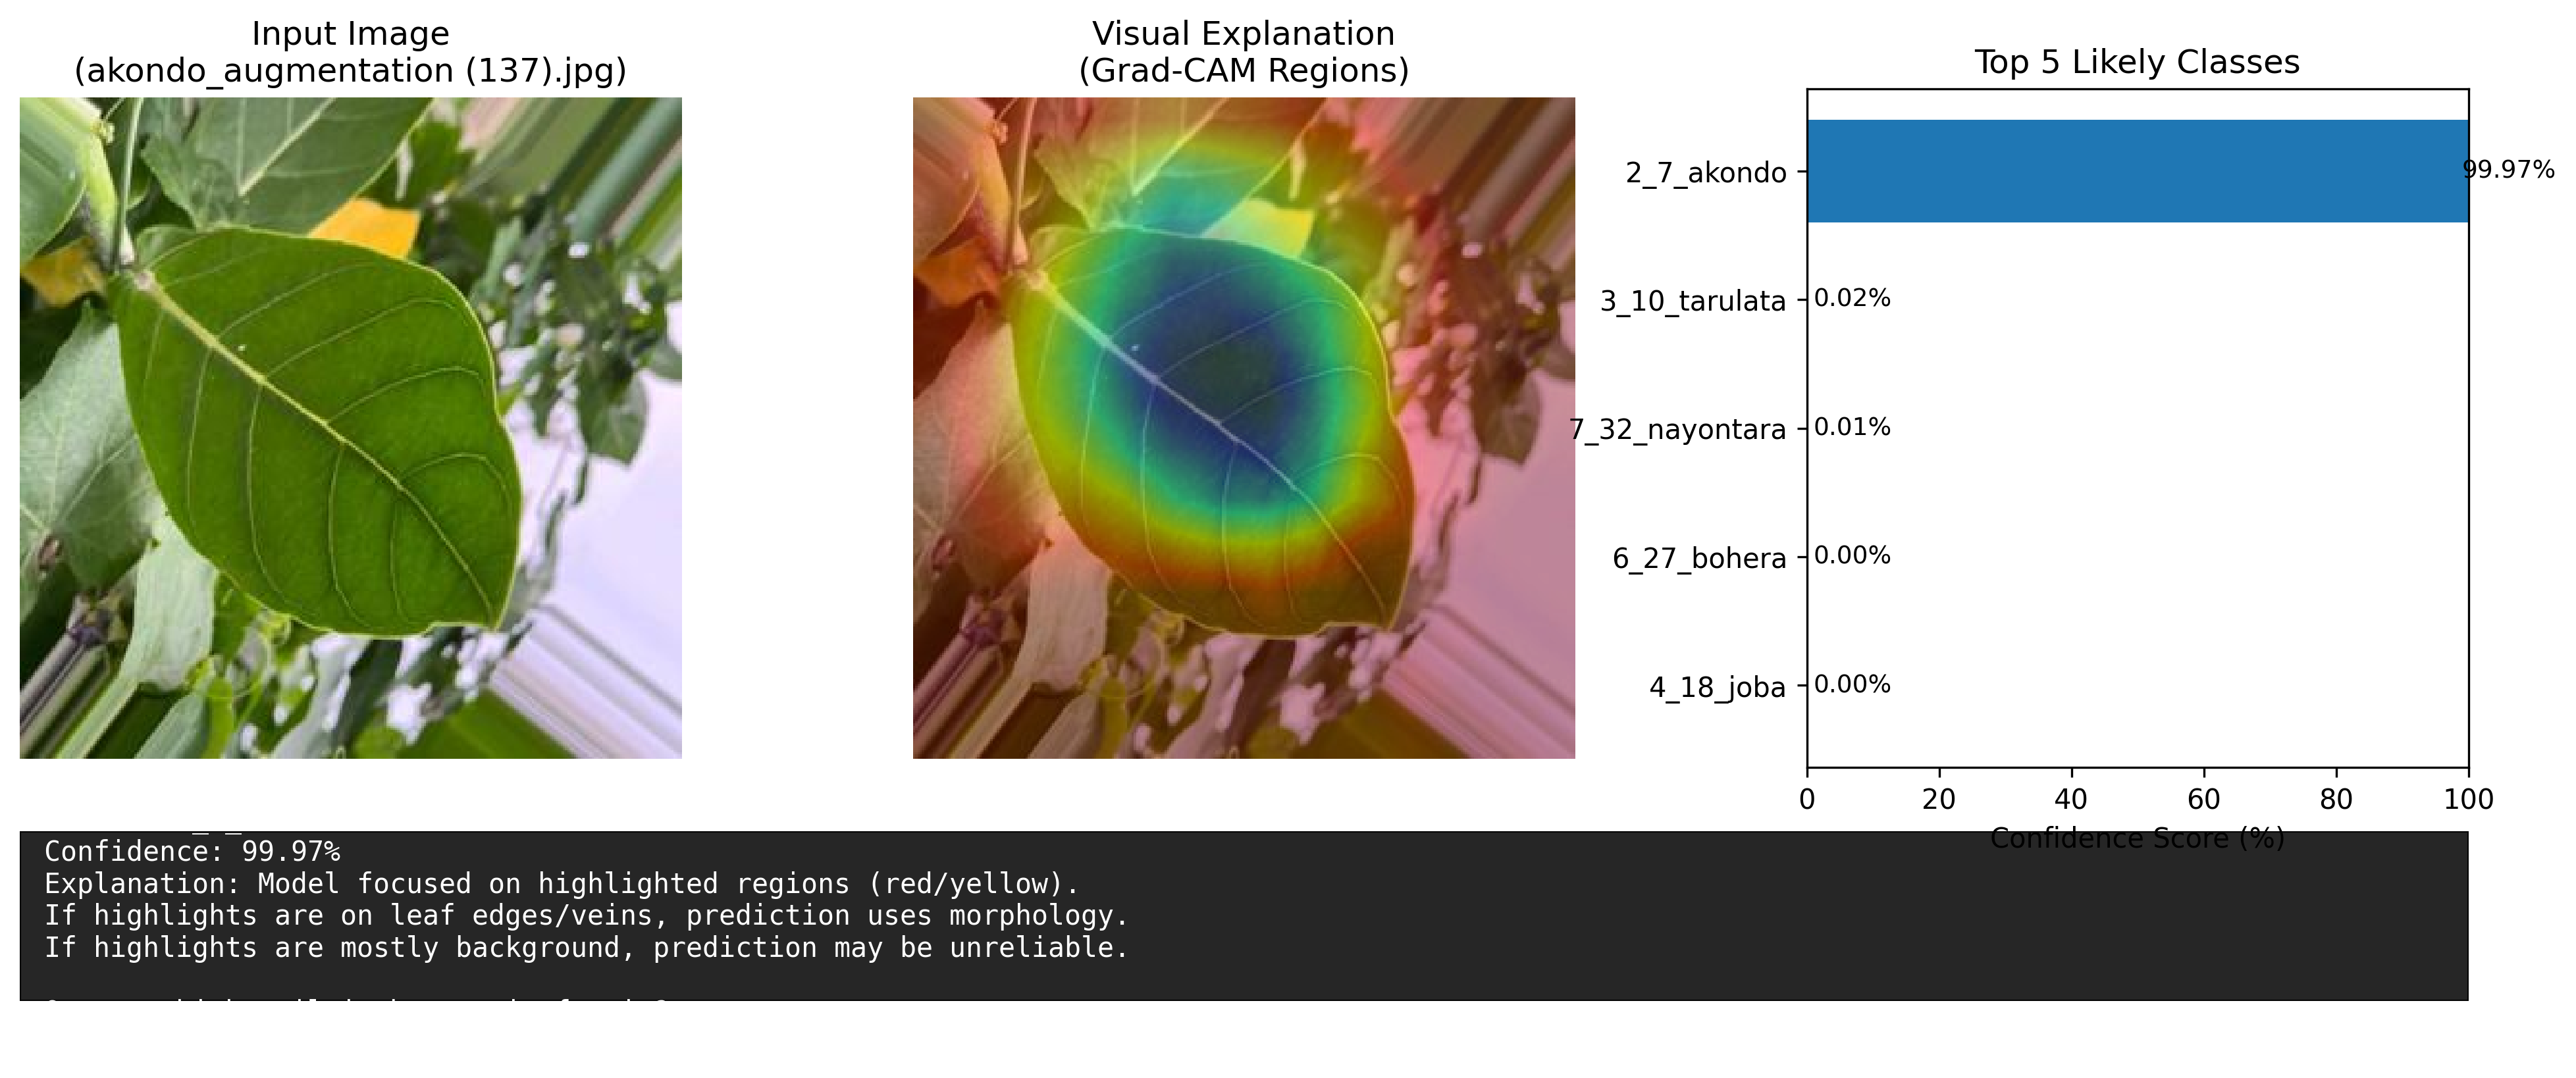 Input Image
(akondo_augmentation (137).jpg)
Visual Explanation
(Grad-CAM Regions)
Top 5 Likely Classes
2_7_akondo
99.97%
3_10_tarulata
0.02%
7_32_nayontara
0.01%
6_27_bohera
0.00%
4_18_joba
0.00%
0 20 40 60 80 100
Confidence Score (%)
Confidence: 99.97%
Explanation: Model focused on highlighted regions (red/yellow).
If highlights are on leaf edges/veins, prediction uses morphology.
If highlights are mostly background, prediction may be unreliable.